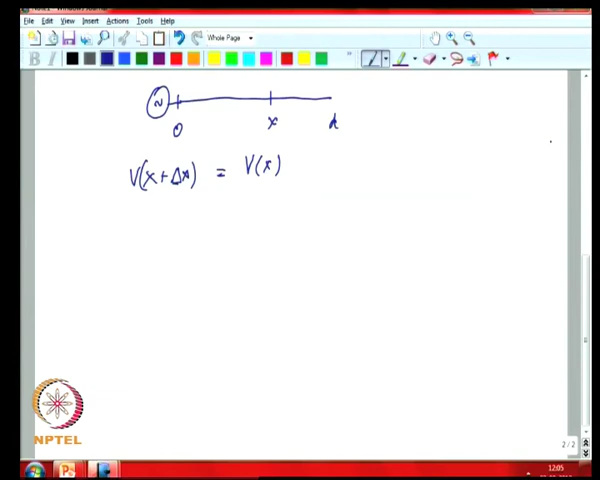 File Edit View Insert Actions Tools Help
Whole Page
B I
~
0 x d
V(x+Δx) = V(x)
NPTEL
2/2
12:05